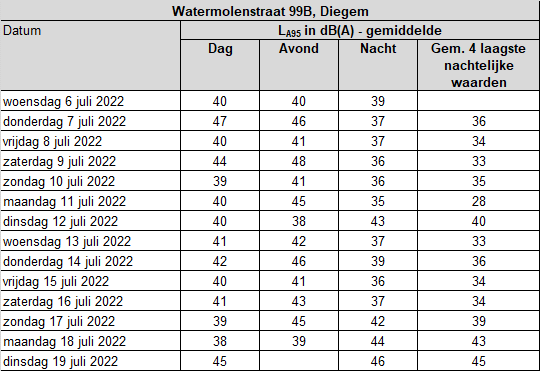 Watermolenstraat 99B, Diegem
Datum LA95 in dB(A) - gemiddelde
Dag Avond Nacht Gem. 4 laagste
nachtelijke
waarden
woensdag 6 juli 2022 40 40 39
donderdag 7 juli 2022 47 46 37 36
vrijdag 8 juli 2022 40 41 37 34
zaterdag 9 juli 2022 44 48 36 33
zondag 10 juli 2022 39 41 36 35
maandag 11 juli 2022 40 45 35 28
dinsdag 12 juli 2022 40 38 43 40
woensdag 13 juli 2022 41 42 37 33
donderdag 14 juli 2022 42 46 39 36
vrijdag 15 juli 2022 40 41 36 34
zaterdag 16 juli 2022 41 43 37 34
zondag 17 juli 2022 39 45 42 39
maandag 18 juli 2022 38 39 44 43
dinsdag 19 juli 2022 45 46 45